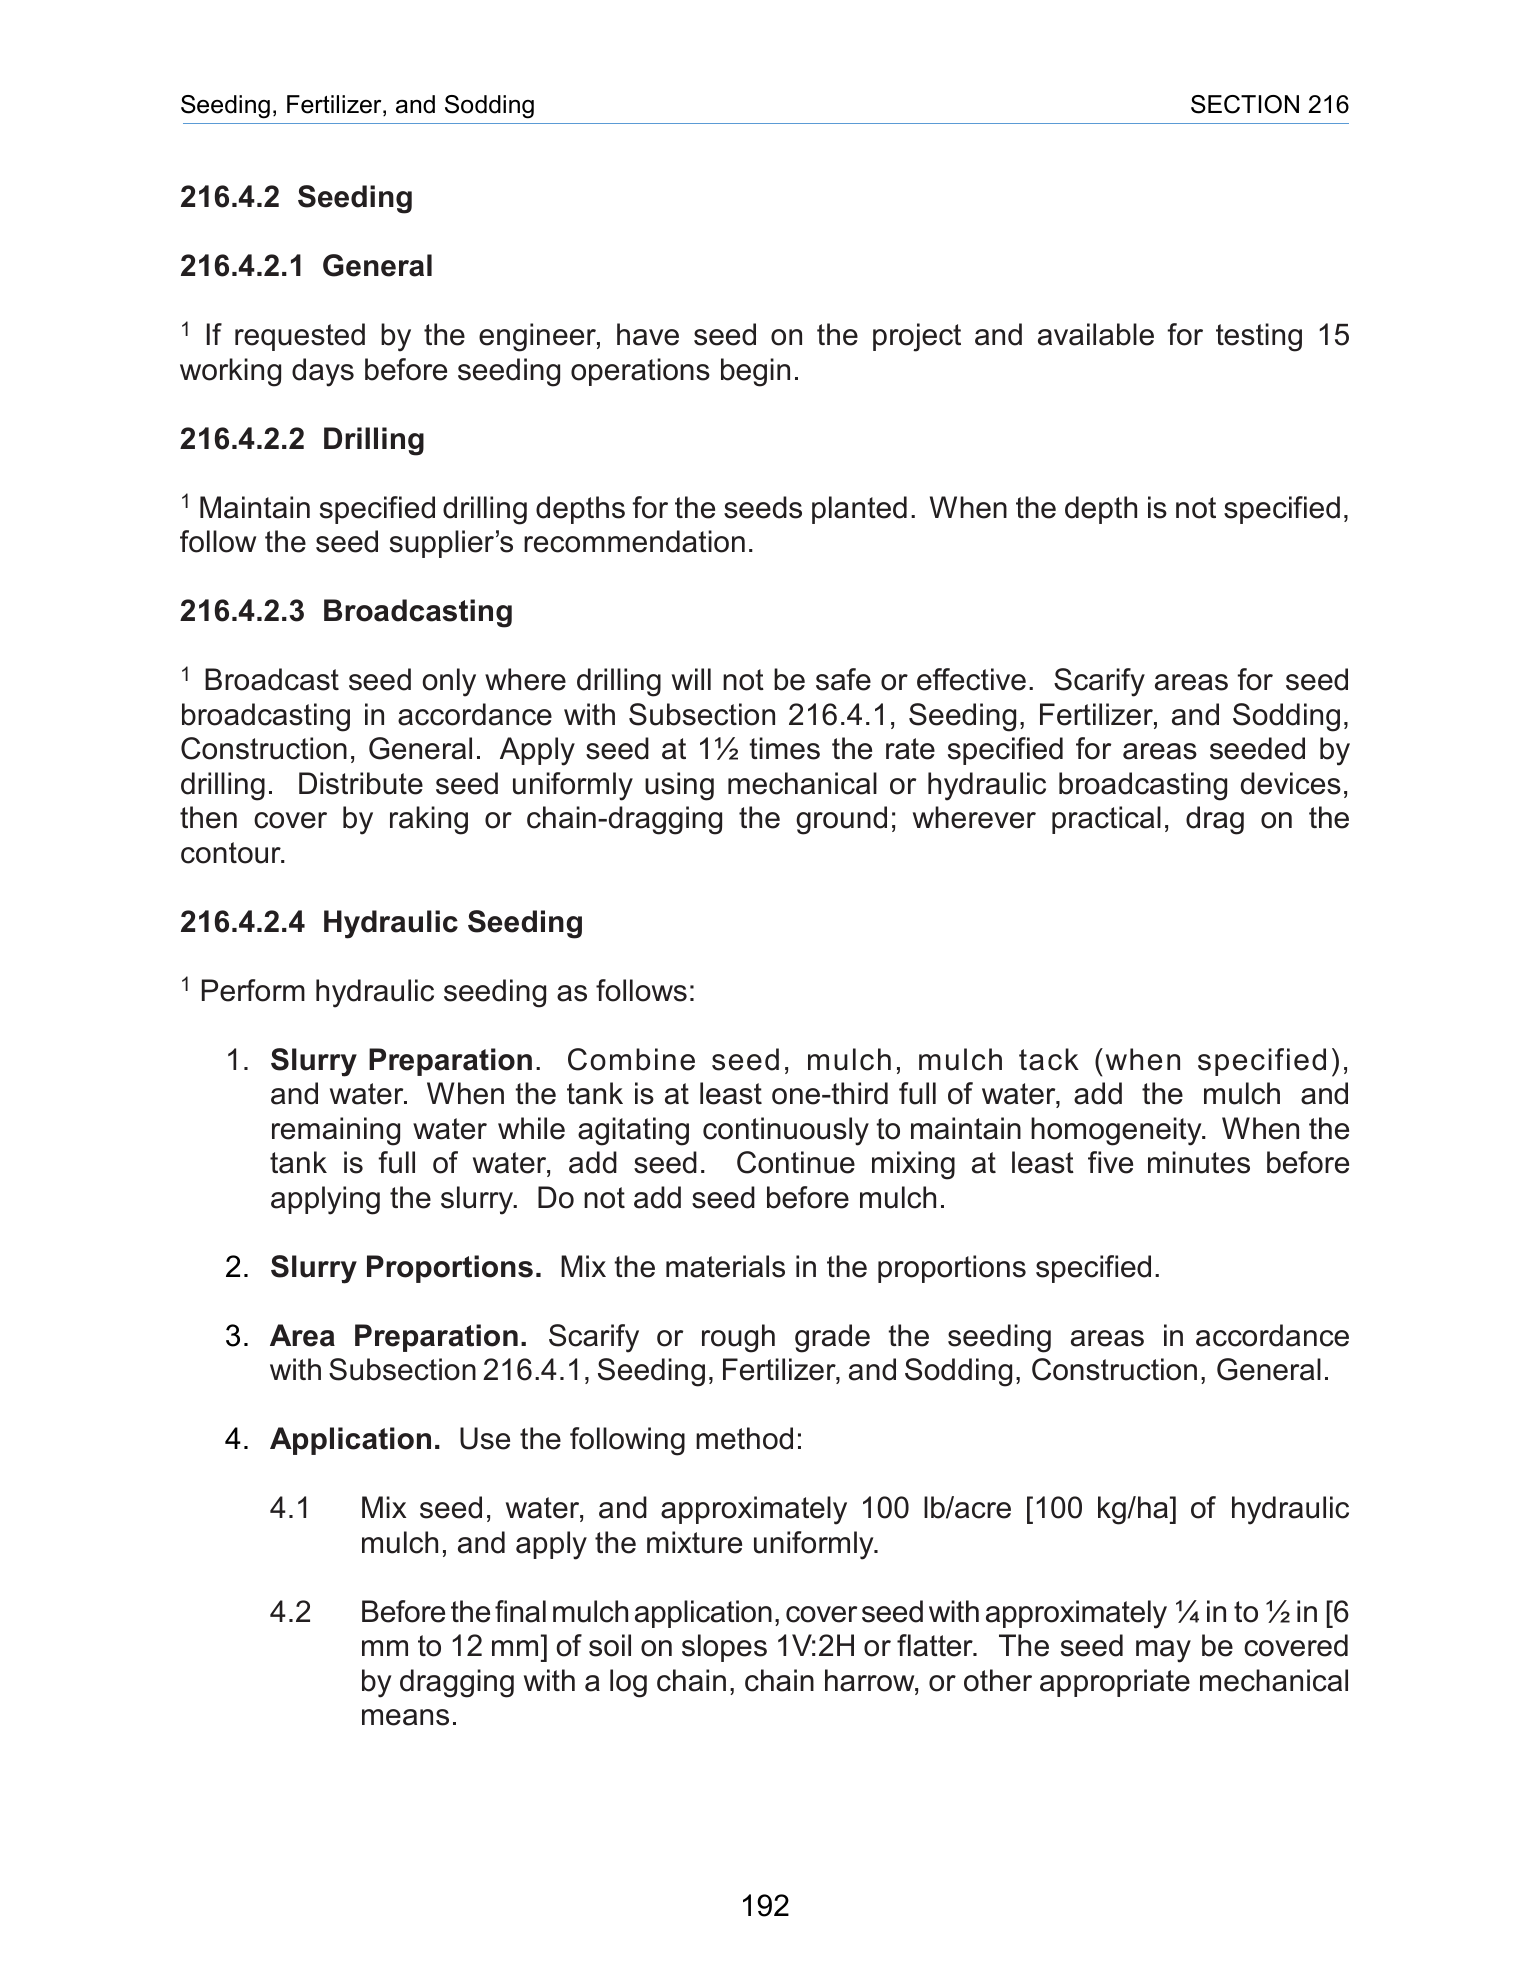 Seeding, Fertilizer, and Sodding SECTION 216
216.4.2 Seeding
216.4.2.1 General
1 If requested by the engineer, have seed on the project and available for testing 15
working days before seeding operations begin.
216.4.2.2 Drilling
1 Maintain specified drilling depths for the seeds planted. When the depth is not specified,
follow the seed supplier’s recommendation.
216.4.2.3 Broadcasting
1 Broadcast seed only where drilling will not be safe or effective. Scarify areas for seed
broadcasting in accordance with Subsection 216.4.1, Seeding, Fertilizer, and Sodding,
Construction, General. Apply seed at 1½ times the rate specified for areas seeded by
drilling. Distribute seed uniformly using mechanical or hydraulic broadcasting devices,
then cover by raking or chain-dragging the ground; wherever practical, drag on the
contour.
216.4.2.4 Hydraulic Seeding
1 Perform hydraulic seeding as follows:
1. Slurry Preparation. Combine seed, mulch, mulch tack (when specified),
and water. When the tank is at least one-third full of water, add the mulch and
remaining water while agitating continuously to maintain homogeneity. When the
tank is full of water, add seed. Continue mixing at least five minutes before
applying the slurry. Do not add seed before mulch.
2. Slurry Proportions. Mix the materials in the proportions specified.
3. Area Preparation. Scarify or rough grade the seeding areas in accordance
with Subsection 216.4.1, Seeding, Fertilizer, and Sodding, Construction, General.
4. Application. Use the following method:
4.1 Mix seed, water, and approximately 100 lb/acre [100 kg/ha] of hydraulic
mulch, and apply the mixture uniformly.
4.2 Before the final mulch application, cover seed with approximately ¼ in to ½ in [6
mm to 12 mm] of soil on slopes 1V:2H or flatter. The seed may be covered
by dragging with a log chain, chain harrow, or other appropriate mechanical
means.
192